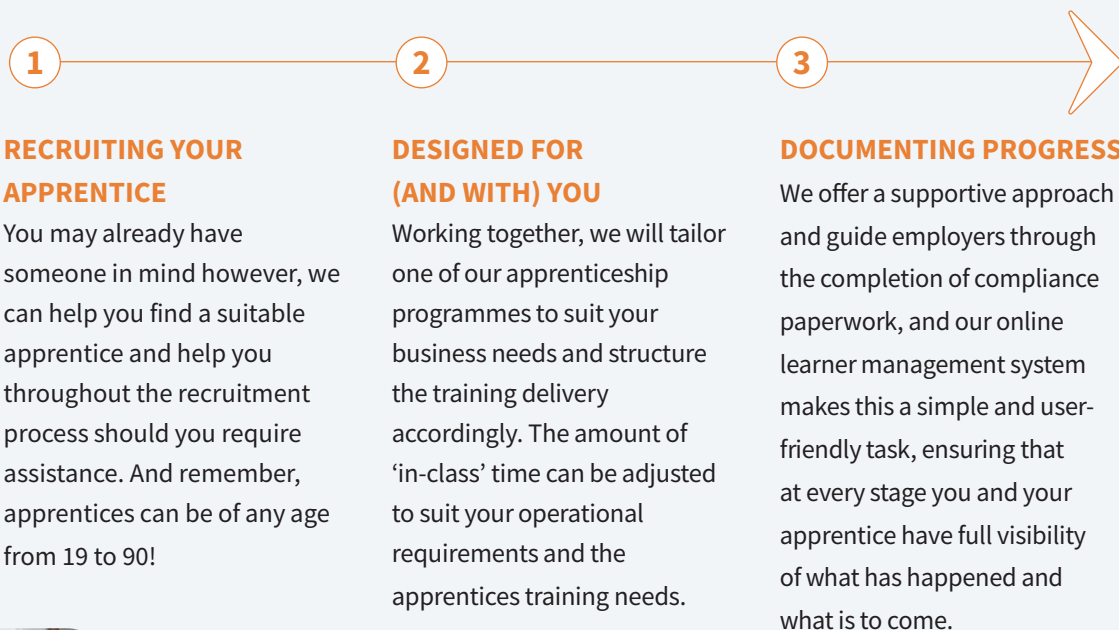 1
2
3
RECRUITING YOUR
APPRENTICE
You may already have
someone in mind however, we
can help you find a suitable
apprentice and help you
throughout the recruitment
process should you require
assistance. And remember,
apprentices can be of any age
from 19 to 90!
DESIGNED FOR
(AND WITH) YOU
Working together, we will tailor
one of our apprenticeship
programmes to suit your
business needs and structure
the training delivery
accordingly. The amount of
‘in-class’ time can be adjusted
to suit your operational
requirements and the
apprentices training needs.
DOCUMENTING PROGRESS
We offer a supportive approach
and guide employers through
the completion of compliance
paperwork, and our online
learner management system
makes this a simple and user-
friendly task, ensuring that
at every stage you and your
apprentice have full visibility
of what has happened and
what is to come.